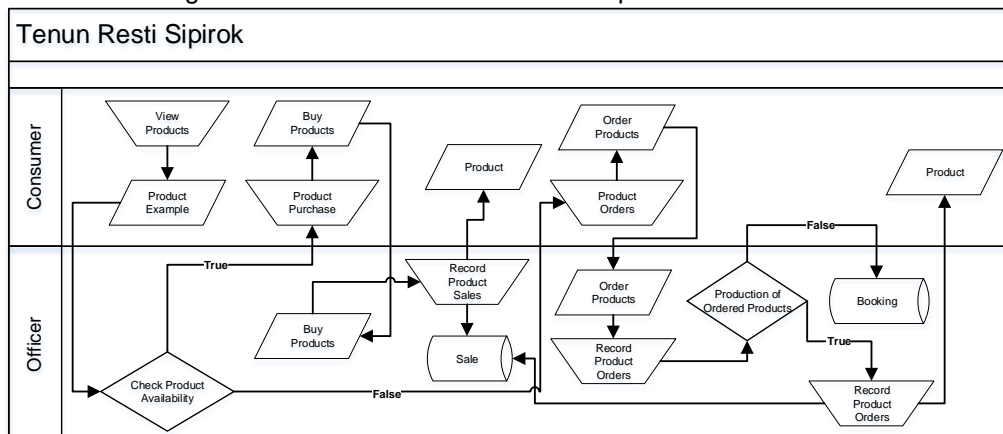 Tenun Resti Sipirok
Consumer
View
Products
Product
Example
Buy
Products
Product
Purchase
Product
Order
Products
Product
Orders
Product
False
True
Officer
Record
Product
Sales
Buy
Products
Sale
Check Product
Availability
False
Order
Products
Record
Product
Orders
Production of
Ordered Products
Booking
True
Record
Product
Orders